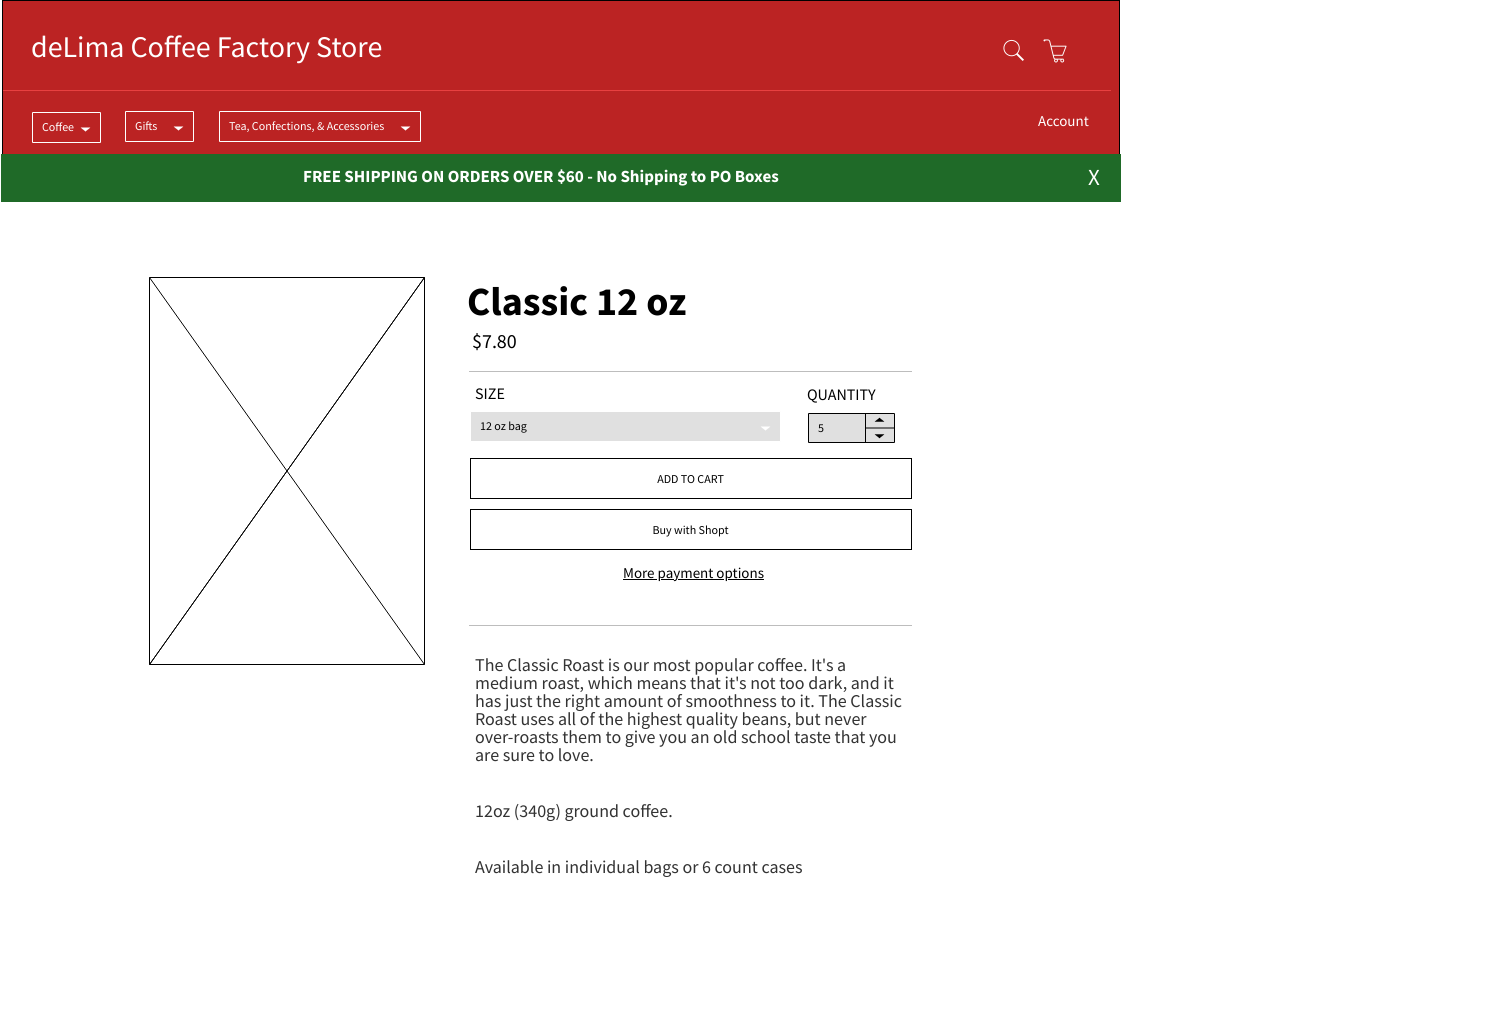 deLima Coffee Factory Store
Coffee
Gifts
Tea, Confections, & Accessories
Account
FREE SHIPPING ON ORDERS OVER $60 - No Shipping to PO Boxes
X
Classic 12 oz
$7.80
SIZE
QUANTITY
12 oz bag
5
ADD TO CART
Buy with Shopt
More payment options
The Classic Roast is our most popular coffee. It's a
medium roast, which means that it's not too dark, and it
has just the right amount of smoothness to it. The Classic
Roast uses all of the highest quality beans, but never
over-roasts them to give you an old school taste that you
are sure to love.
12oz (340g) ground coffee.
Available in individual bags or 6 count cases